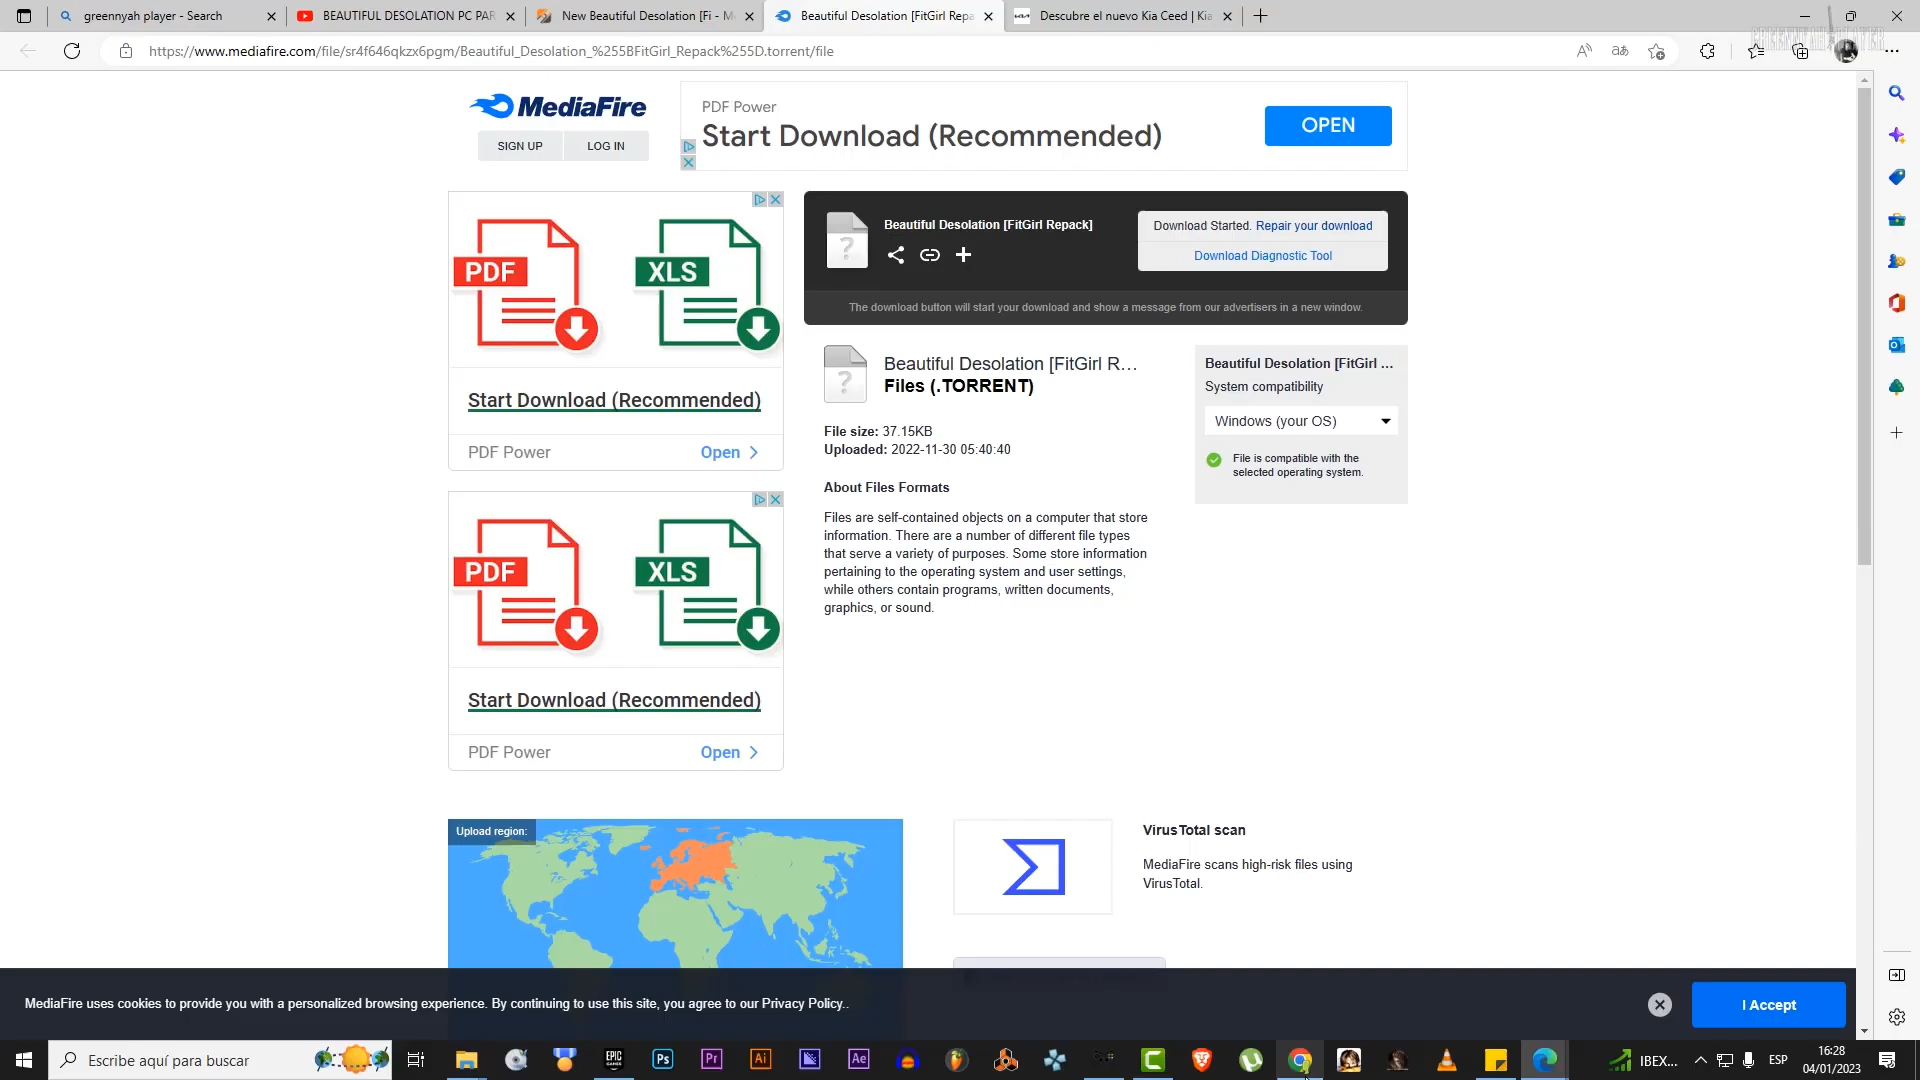 greennyah player - Search
BEAUTIFUL DESOLATION PC PAR
New Beautiful Desolation [Fi - M
Beautiful Desolation [FitGirl Repa
Descubre el nuevo Kia Ceed | Kia
https://www.mediafire.com/file/sr4f646qkzx6pgm/Beautiful_Desolation_%255BFitGirl_Repack%255D.torrent/file
GREENNYAH PLAYER
MediaFire
SIGN UP
LOG IN
PDF Power
Start Download (Recommended)
OPEN
PDF
XLS
Start Download (Recommended)
PDF Power
Open
Beautiful Desolation [FitGirl Repack]
Download Started. Repair your download
Download Diagnostic Tool
The download button will start your download and show a message from our advertisers in a new window.
Beautiful Desolation [FitGirl R...
Files (.TORRENT)
File size: 37.15KB
Uploaded: 2022-11-30 05:40:40
About Files Formats
Files are self-contained objects on a computer that store
information. There are a number of different file types
that serve a variety of purposes. Some store information
pertaining to the operating system and user settings,
while others contain programs, written documents,
graphics, or sound.
Beautiful Desolation [FitGirl ...
System compatibility
Windows (your OS)
File is compatible with the
selected operating system.
PDF
XLS
Start Download (Recommended)
PDF Power
Open
Upload region:
VirusTotal scan
MediaFire scans high-risk files using
VirusTotal.
MediaFire uses cookies to provide you with a personalized browsing experience. By continuing to use this site, you agree to our Privacy Policy..
I Accept
Escribe aquí para buscar
EPIC GAMES
Ps
Pr
Ai
Ae
IBEX...
ESP
16:28
04/01/2023